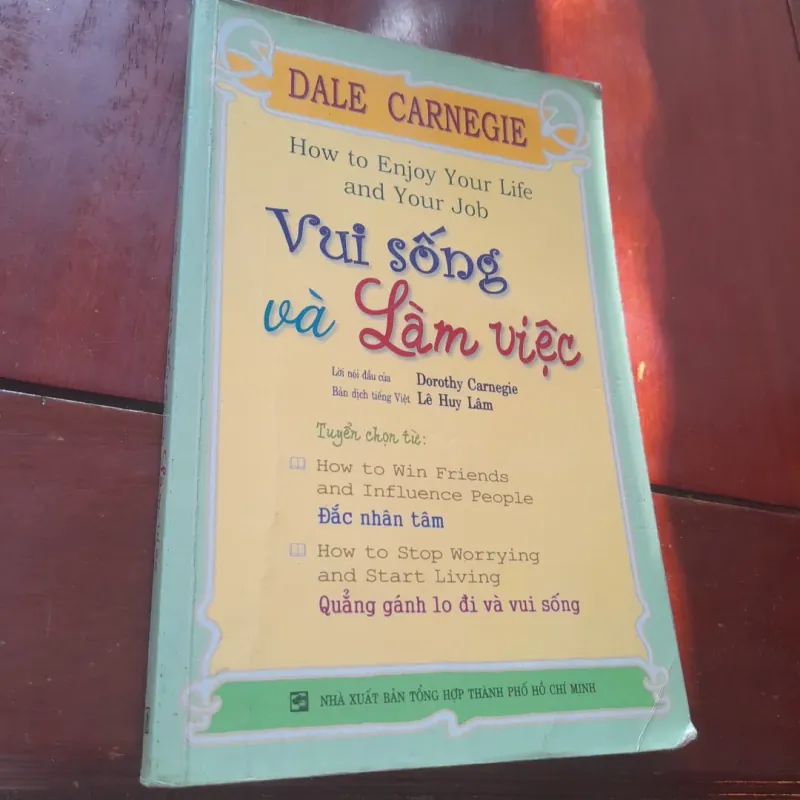 DALE CARNEGIE
How to Enjoy Your Life
and Your Job
Vui sống
và Làm việc
Lời nói đầu của Dorothy Carnegie
Bản dịch tiếng Việt Lê Huy Lâm
Tuyển chọn từ:
How to Win Friends
and Influence People
Đắc nhân tâm
How to Stop Worrying
and Start Living
Quẳng gánh lo đi và vui sống
NHÀ XUẤT BẢN TỔNG HỢP THÀNH PHỐ HỒ CHÍ MINH